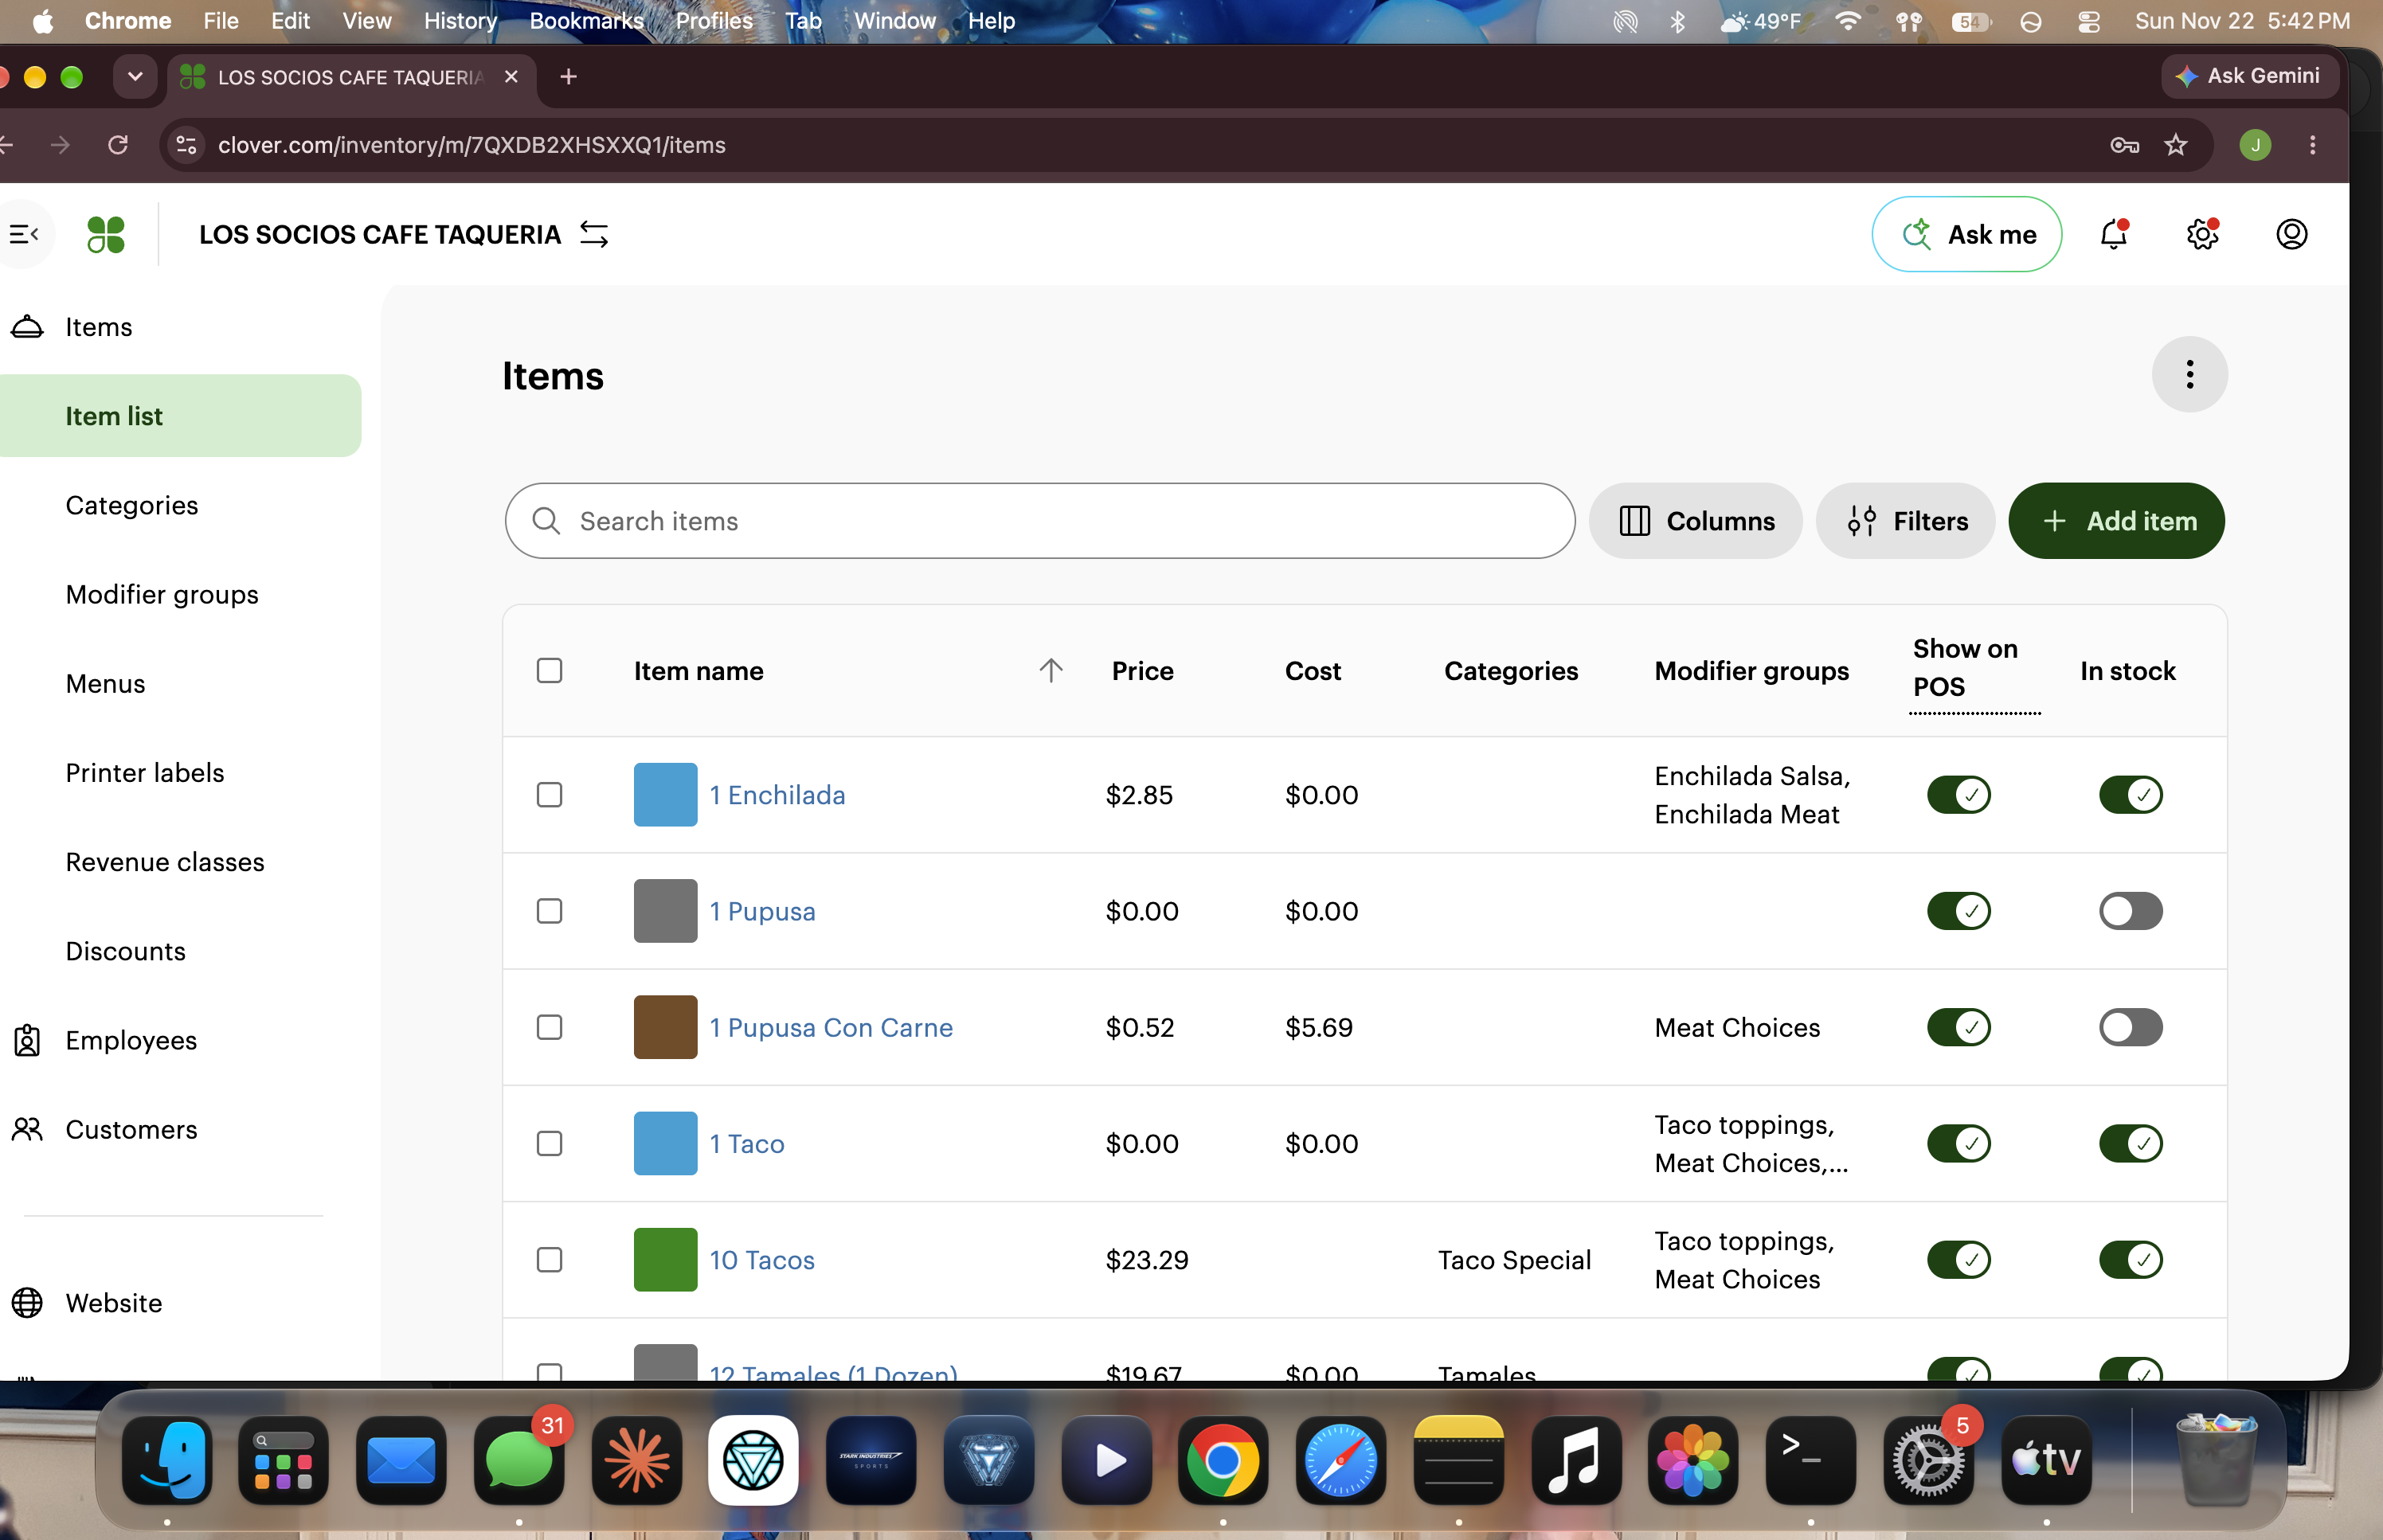 Chrome File Edit View History Bookmarks Profiles Tab Window Help 49°F 54 Sun Nov 22 5:42 PM
LOS SOCIOS CAFE TAQUERIA Ask Gemini
clover.com/inventory/m/7QXDB2XHSXXQ1/items J
LOS SOCIOS CAFE TAQUERIA Ask me
Items
Item list
Categories
Modifier groups
Menus
Printer labels
Revenue classes
Discounts
Employees
Customers
Website
Items
Search items Columns Filters + Add item
Item name Price Cost Categories Modifier groups Show on POS In stock
1 Enchilada $2.85 $0.00 Enchilada Salsa,
Enchilada Meat
1 Pupusa $0.00 $0.00
1 Pupusa Con Carne $0.52 $5.69 Meat Choices
1 Taco $0.00 $0.00 Taco toppings,
Meat Choices,...
10 Tacos $23.29 Taco Special Taco toppings,
Meat Choices
12 Tamales (1 Dozen) $19.67 $0.00 Tamales
31 STARK INDUSTRIES SPORTS >_ 5 tv